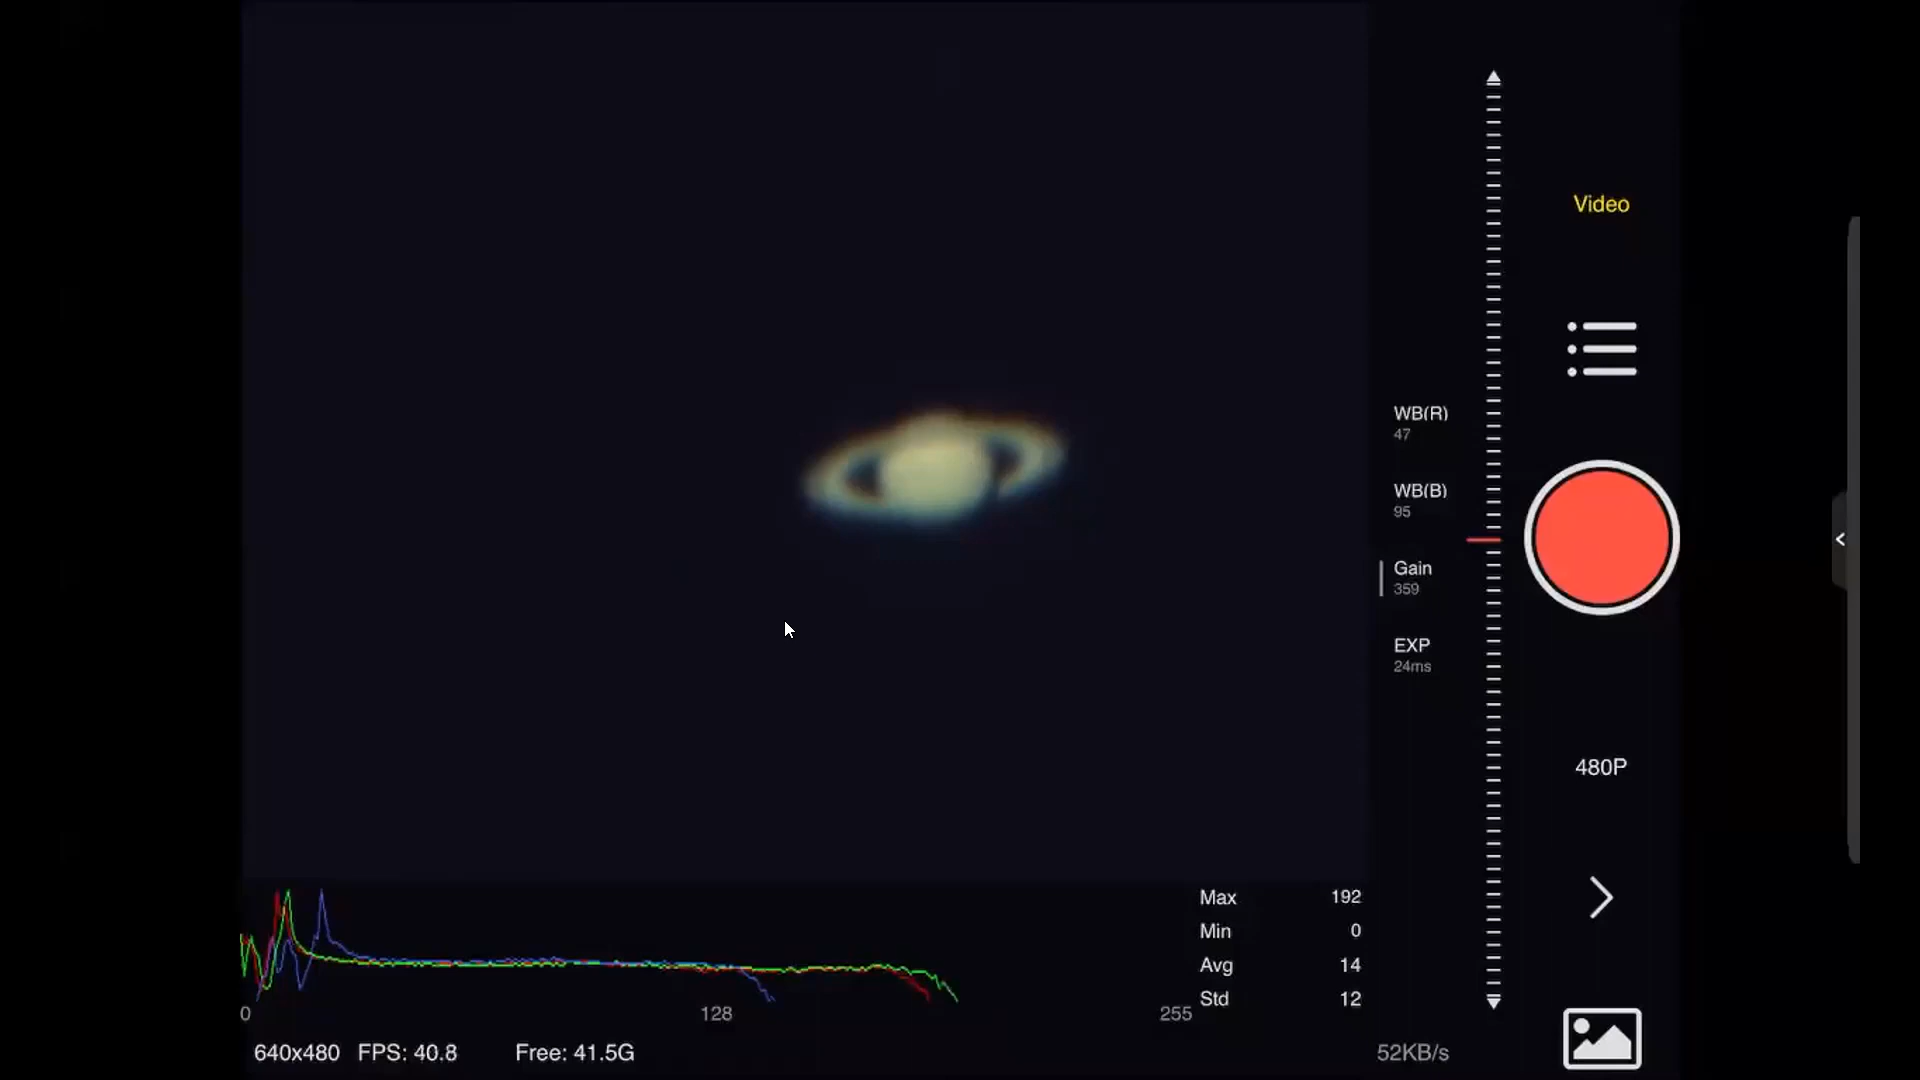 Video
WB(R)
47
WB(B)
95
Gain
359
EXP
24ms
480P
Max 192
Min 0
Avg 14
Std 12
0 128 255
640x480 FPS: 40.8 Free: 41.5G 52KB/s